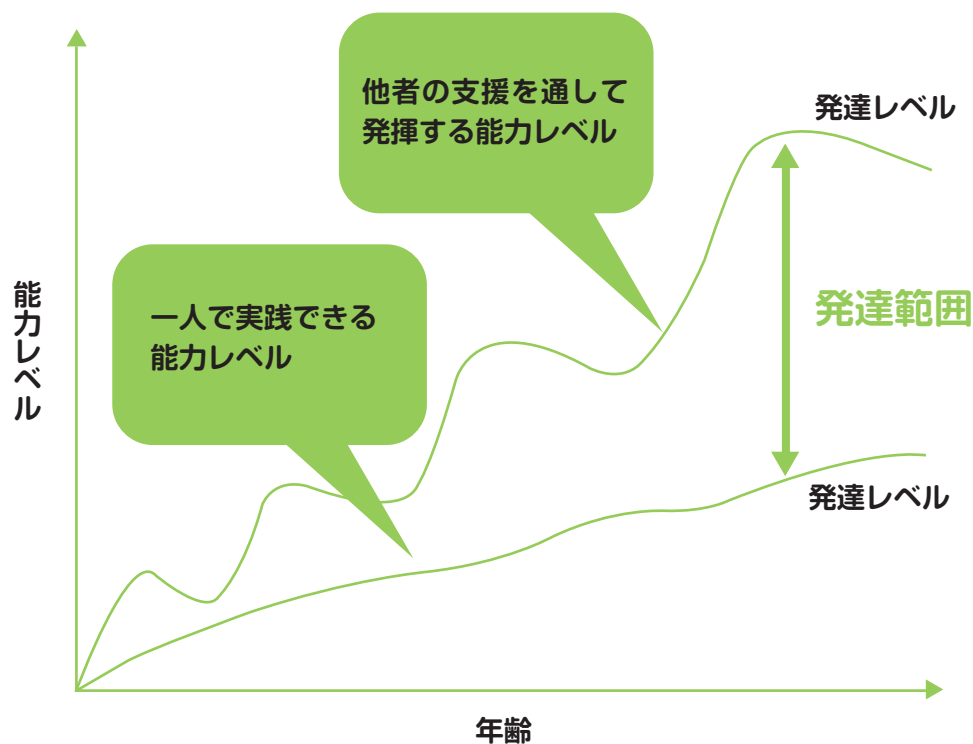 他者の支援を通して
発揮する能力レベル
発達レベル
一人で実践できる
能力レベル
発達範囲
能力レベル
発達レベル
年齢